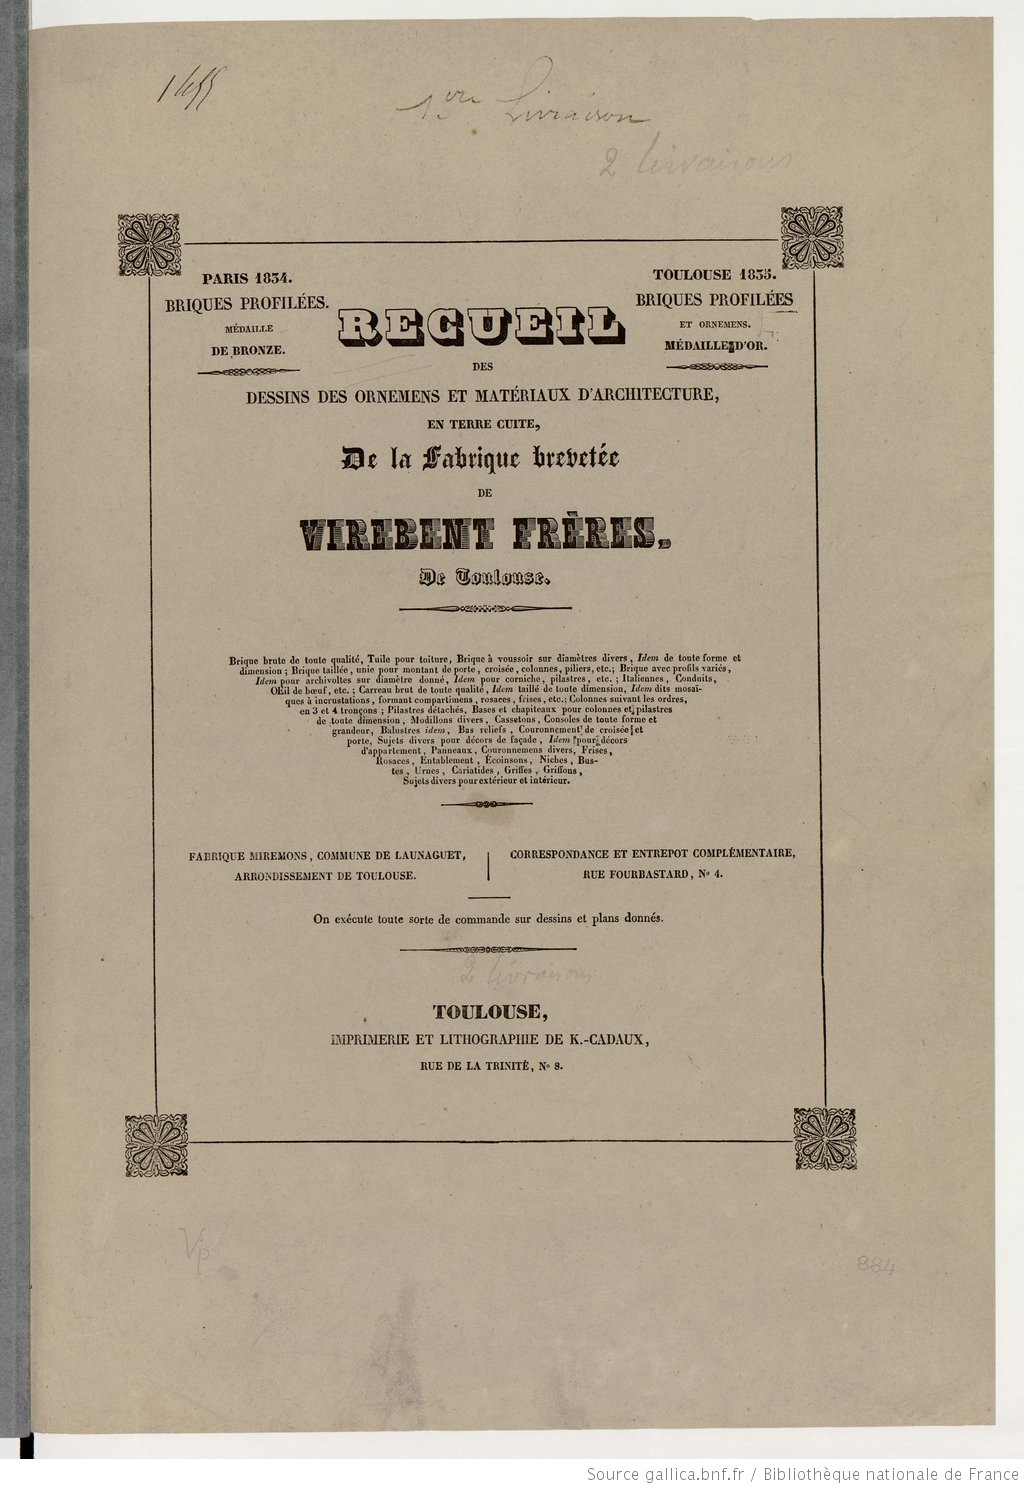 1ere Livraison
2 livraisons
PARIS 1834.
BRIQUES PROFILÉES.
MÉDAILLE
DE BRONZE.
TOULOUSE 1835.
BRIQUES PROFILÉES
ET ORNEMENS.
MÉDAILLE D'OR.
RECUEIL
DES
DESSINS DES ORNEMENS ET MATÉRIAUX D'ARCHITECTURE,
EN TERRE CUITE,
De la Fabrique brevetée
DE
VIREBENT FRÈRES,
De Toulouse.
Brique brute de toute qualité, Tuile pour toiture, Brique à voussoir sur diamètres divers, Idem de toute forme et
dimension ; Brique taillée, unie pour montant de porte, croisée, colonnes, piliers, etc.; Brique avec profils variés,
Idem pour archivoltes sur diamètre donné, Idem pour corniche, pilastres, etc. ; Italiennes, Conduits,
OEil de bœuf, etc. ; Carreau brut de toute qualité, Idem taillé de toute dimension, Idem dits mosaï-
ques à incrustations, formant compartimens, rosaces, frises, etc.; Colonnes suivant les ordres,
en 3 et 4 tronçons ; Pilastres détachés, Bases et chapiteaux pour colonnes et pilastres
de toute dimension, Modillons divers, Cassetons, Consoles de toute forme et
grandeur, Balustres idem, Bas reliefs, Couronnement de croisée et
porte, Sujets divers pour décors de façade, Idem pour décors
d'appartement, Panneaux, Couronnemens divers, Frises,
Rosaces, Entablement, Écoinsons, Niches, Bus-
tes, Urnes, Cariatides, Griffes, Griffons,
Sujets divers pour extérieur et intérieur.
FABRIQUE MIREMONS, COMMUNE DE LAUNAGUET,
ARRONDISSEMENT DE TOULOUSE.
CORRESPONDANCE ET ENTREPOT COMPLÉMENTAIRE,
RUE FOURBASTARD, No 4.
On exécute toute sorte de commande sur dessins et plans donnés.
2 livraisons
TOULOUSE,
IMPRIMERIE ET LITHOGRAPHIE DE K.-CADAUX,
RUE DE LA TRINITÉ, No 8.
Vp
884
Source gallica.bnf.fr / Bibliothèque nationale de France